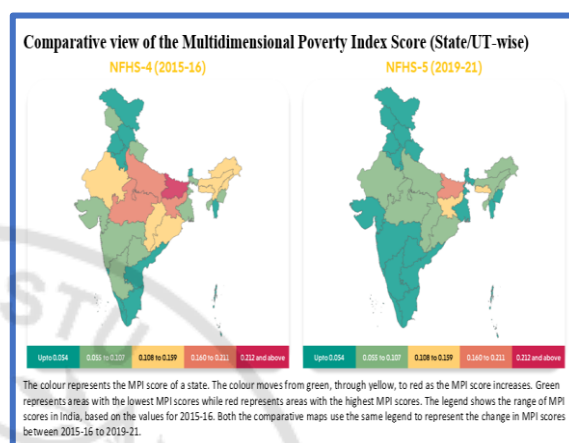 Comparative view of the Multidimensional Poverty Index Score (State/UT-wise)
NFHS-4 (2015-16)
NFHS-5 (2019-21)
Upto 0.054 0.055 to 0.107 0.108 to 0.159 0.160 to 0.211 0.212 and above
Upto 0.054 0.055 to 0.107 0.108 to 0.159 0.160 to 0.211 0.212 and above
The colour represents the MPI score of a state. The colour moves from green, through yellow, to red as the MPI score increases. Green
represents areas with the lowest MPI scores while red represents areas with the highest MPI scores. The legend shows the range of MPI
scores in India, based on the values for 2015-16. Both the comparative maps use the same legend to represent the change in MPI scores
between 2015-16 to 2019-21.